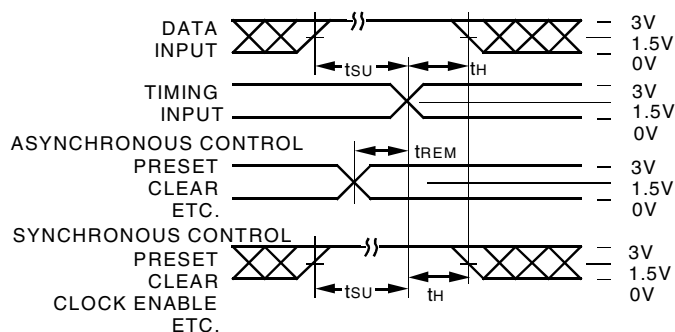 DATA
INPUT
3V
1.5V
0V
tSU
tH
TIMING
INPUT
3V
1.5V
0V
ASYNCHRONOUS CONTROL
tREM
PRESET
CLEAR
ETC.
3V
1.5V
0V
SYNCHRONOUS CONTROL
PRESET
CLEAR
CLOCK ENABLE
ETC.
tSU
tH
3V
1.5V
0V